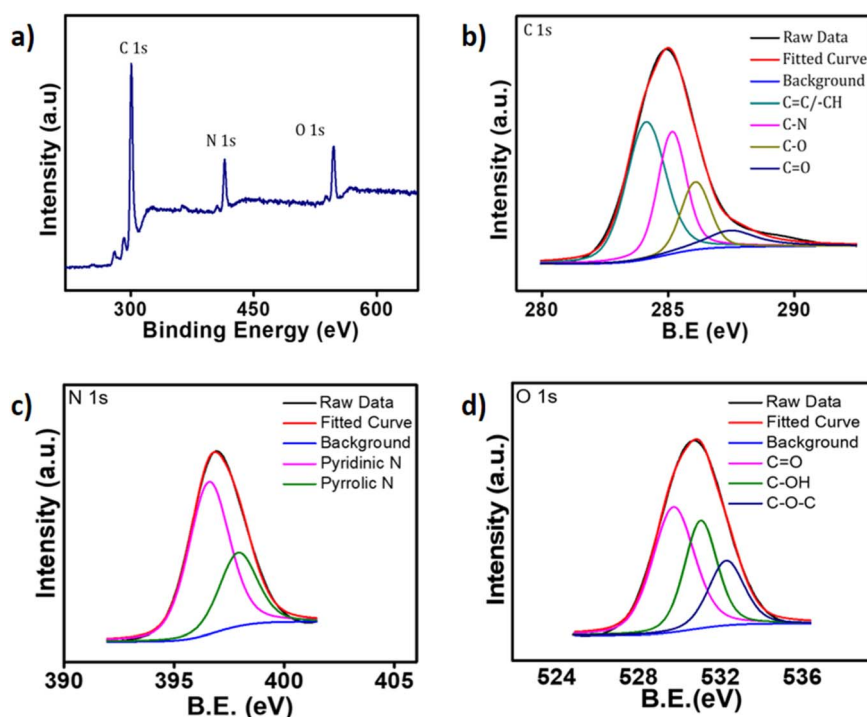 a)
C 1s
N 1s
O 1s
Intensity (a.u)
300
450
600
Binding Energy (eV)
b)
C 1s
Raw Data
Fitted Curve
Background
C=C/-CH
C-N
C-O
C=O
Intensity (a.u.)
280
285
290
B.E (eV)
c)
N 1s
Raw Data
Fitted Curve
Background
Pyridinic N
Pyrrolic N
Intensity (a.u.)
390
395
400
405
B.E. (eV)
d)
O 1s
Raw Data
Fitted Curve
Background
C=O
C-OH
C-O-C
Intensity (a.u.)
524
528
532
536
B.E.(eV)